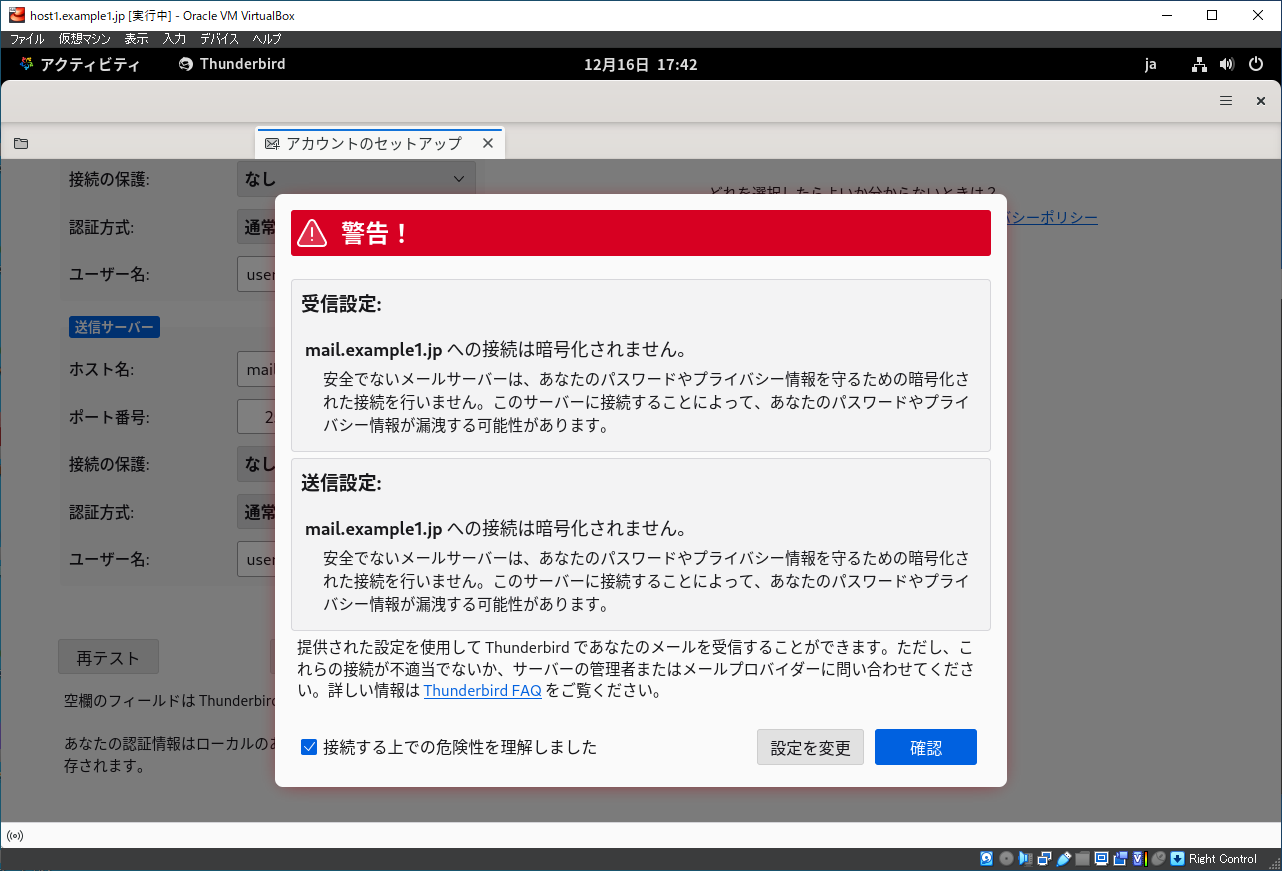 host1.example1.jp [実行中] - Oracle VM VirtualBox
ファイル 仮想マシン 表示 入力 デバイス ヘルプ
アクティビティ Thunderbird 12月16日 17:42 ja
アカウントのセットアップ
接続の保護: なし
どれを選択したらよいか分からないときは？
バシーポリシー
認証方式: 通常
ユーザー名: user
送信サーバー
ホスト名: mail
ポート番号: 2
接続の保護: なし
認証方式: 通常
ユーザー名: user
再テスト
空欄のフィールドは Thunderbird
あなたの認証情報はローカルのあ
存されます。
警告！
受信設定:
mail.example1.jp への接続は暗号化されません。
安全でないメールサーバーは、あなたのパスワードやプライバシー情報を守るための暗号化さ
れた接続を行いません。このサーバーに接続することによって、あなたのパスワードやプライ
バシー情報が漏洩する可能性があります。
送信設定:
mail.example1.jp への接続は暗号化されません。
安全でないメールサーバーは、あなたのパスワードやプライバシー情報を守るための暗号化さ
れた接続を行いません。このサーバーに接続することによって、あなたのパスワードやプライ
バシー情報が漏洩する可能性があります。
提供された設定を使用して Thunderbird であなたのメールを受信することができます。ただし、こ
れらの接続が不適当でないか、サーバーの管理者またはメールプロバイダーに問い合わせてくださ
い。詳しい情報は Thunderbird FAQ をご覧ください。
接続する上での危険性を理解しました 設定を変更 確認
Right Control